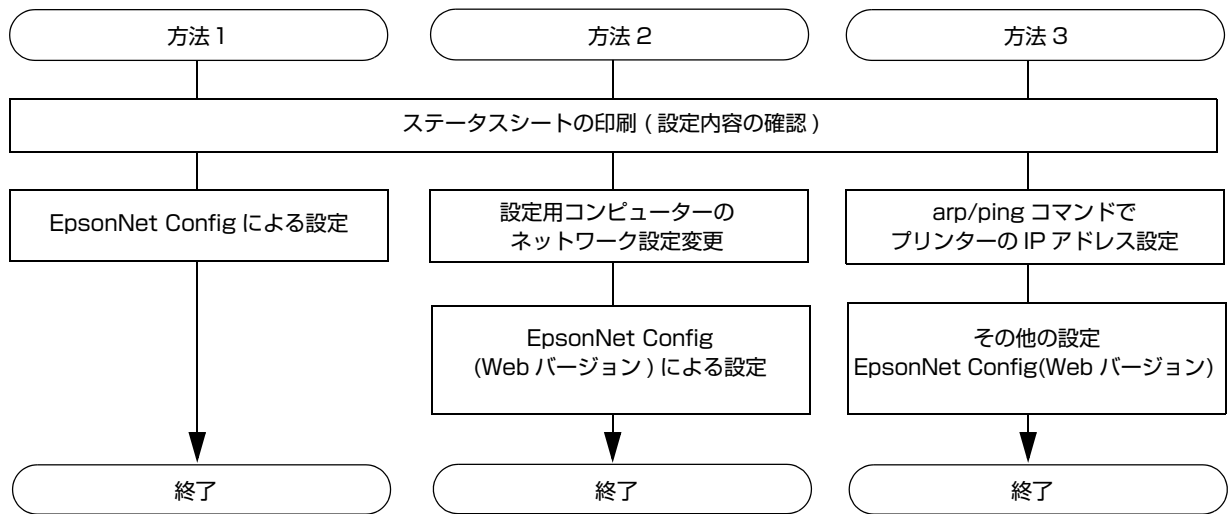 方法1
方法2
方法3
ステータスシートの印刷 ( 設定内容の確認 )
EpsonNet Config による設定
設定用コンピューターの
ネットワーク設定変更
arp/ping コマンドで
プリンターの IP アドレス設定
EpsonNet Config
(Web バージョン ) による設定
その他の設定
EpsonNet Config(Web バージョン)
終了
終了
終了